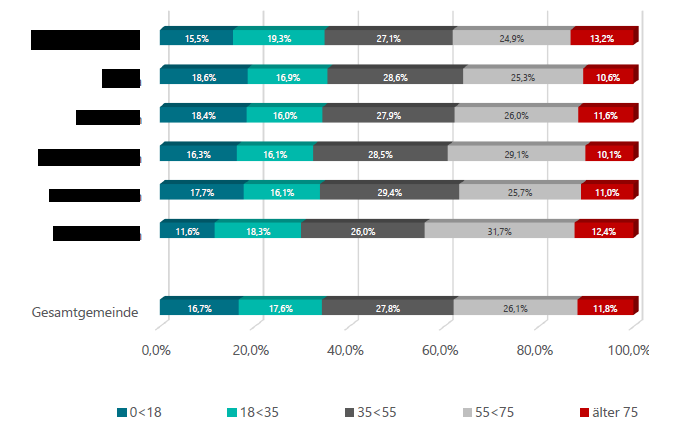 15,5% 19,3% 27,1% 24,9% 13,2%
18,6% 16,9% 28,6% 25,3% 10,6%
18,4% 16,0% 27,9% 26,0% 11,6%
16,3% 16,1% 28,5% 29,1% 10,1%
17,7% 16,1% 29,4% 25,7% 11,0%
11,6% 18,3% 26,0% 31,7% 12,4%
Gesamtgemeinde 16,7% 17,6% 27,8% 26,1% 11,8%
0,0% 20,0% 40,0% 60,0% 80,0% 100,0%
0<18 18<35 35<55 55<75 älter 75